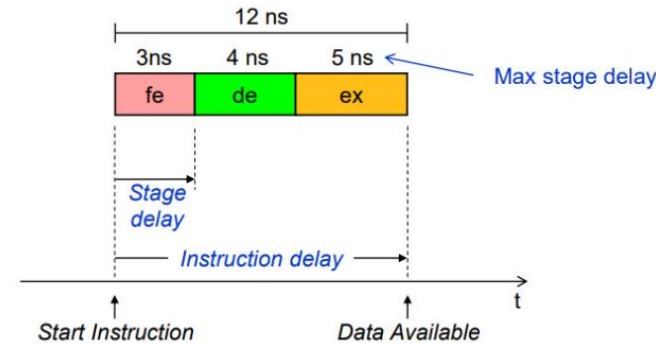 12 ns
3ns 4 ns 5 ns
Max stage delay
fe de ex
Stage
delay
Instruction delay
t
Start Instruction Data Available